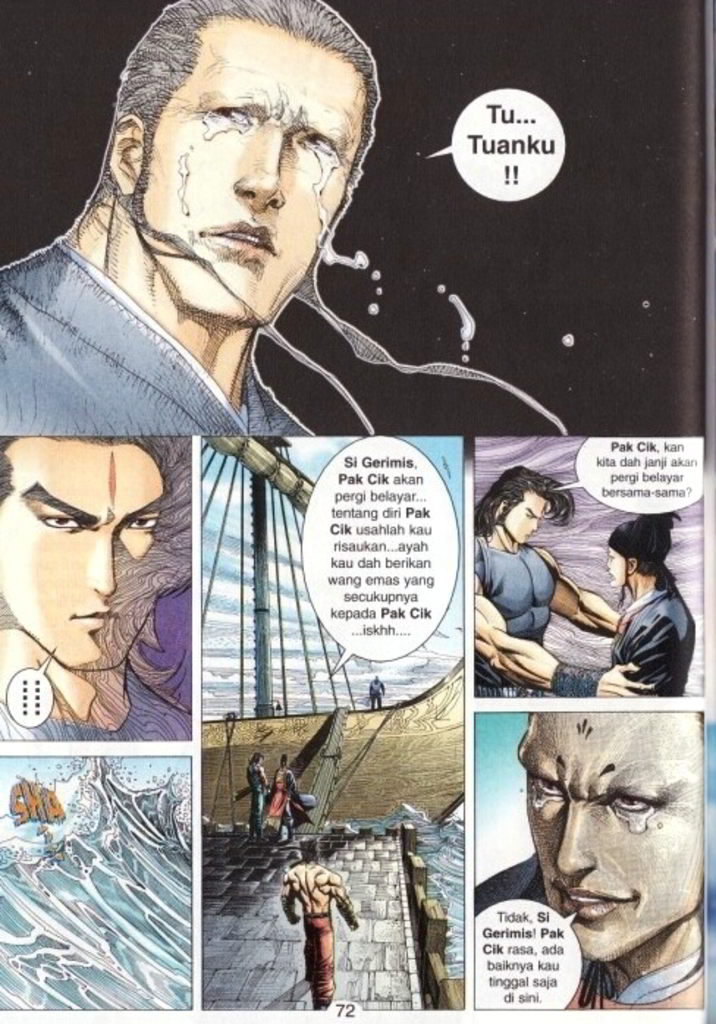 Tu...
Tuanku
!!
Si Gerimis,
Pak Cik akan
pergi belayar...
tentang diri Pak
Cik usahlah kau
risaukan...ayah
kau dah berikan
wang emas yang
secukupnya
kepada Pak Cik
...iskhh....
Pak Cik, kan
kita dah janji akan
pergi belayar
bersama-sama?
SHA
Tidak, Si
Gerimis! Pak
Cik rasa, ada
baiknya kau
tinggal saja
di sini.
72